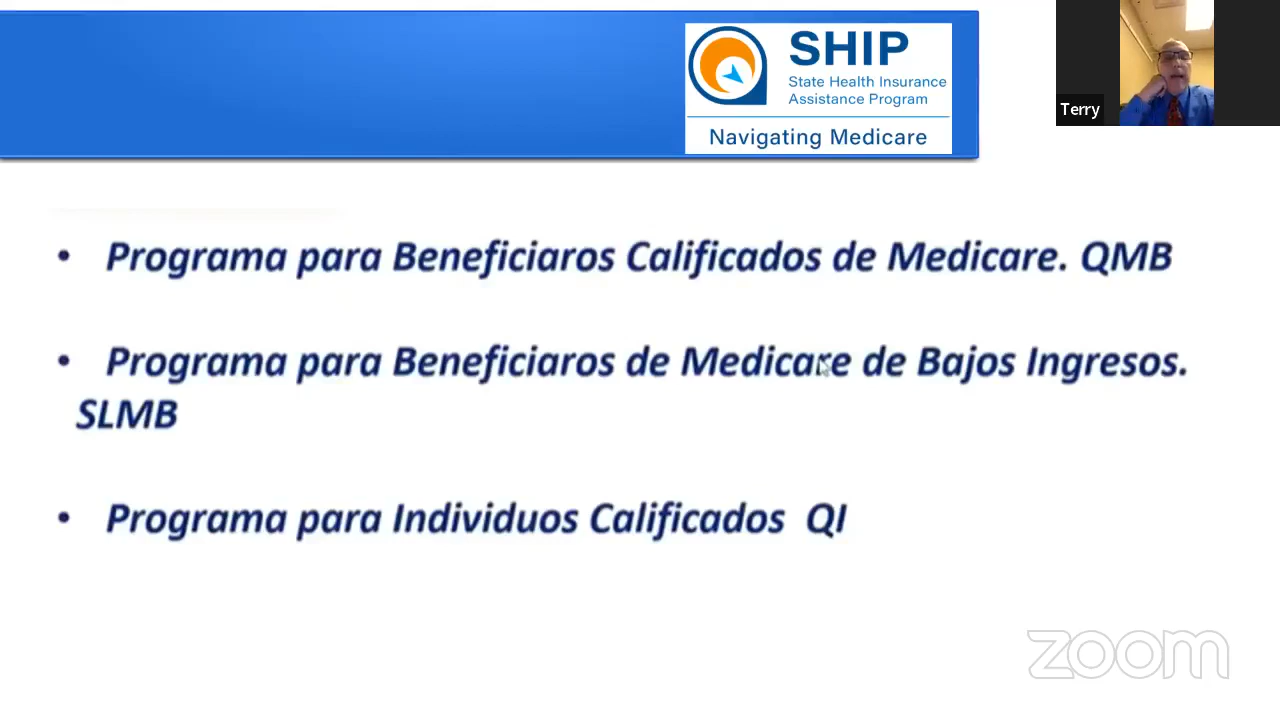 SHIP
State Health Insurance
Assistance Program
Navigating Medicare
Terry
• Programa para Beneficiaros Calificados de Medicare. QMB
• Programa para Beneficiaros de Medicare de Bajos Ingresos.
SLMB
• Programa para Individuos Calificados QI
zoom